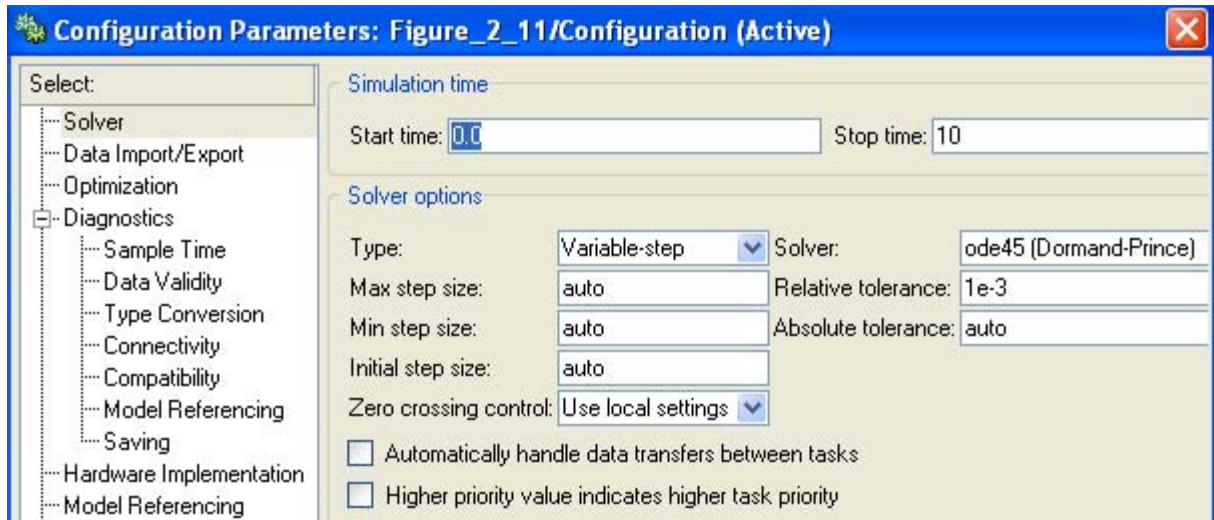 Configuration Parameters: Figure_2_11/Configuration (Active)
Select:
Solver
Data Import/Export
Optimization
Diagnostics
Sample Time
Data Validity
Type Conversion
Connectivity
Compatibility
Model Referencing
Saving
Hardware Implementation
Model Referencing
Simulation time
Start time: 0.0 Stop time: 10
Solver options
Type: Variable-step Solver: ode45 (Dormand-Prince)
Max step size: auto Relative tolerance: 1e-3
Min step size: auto Absolute tolerance: auto
Initial step size: auto
Zero crossing control: Use local settings
Automatically handle data transfers between tasks
Higher priority value indicates higher task priority